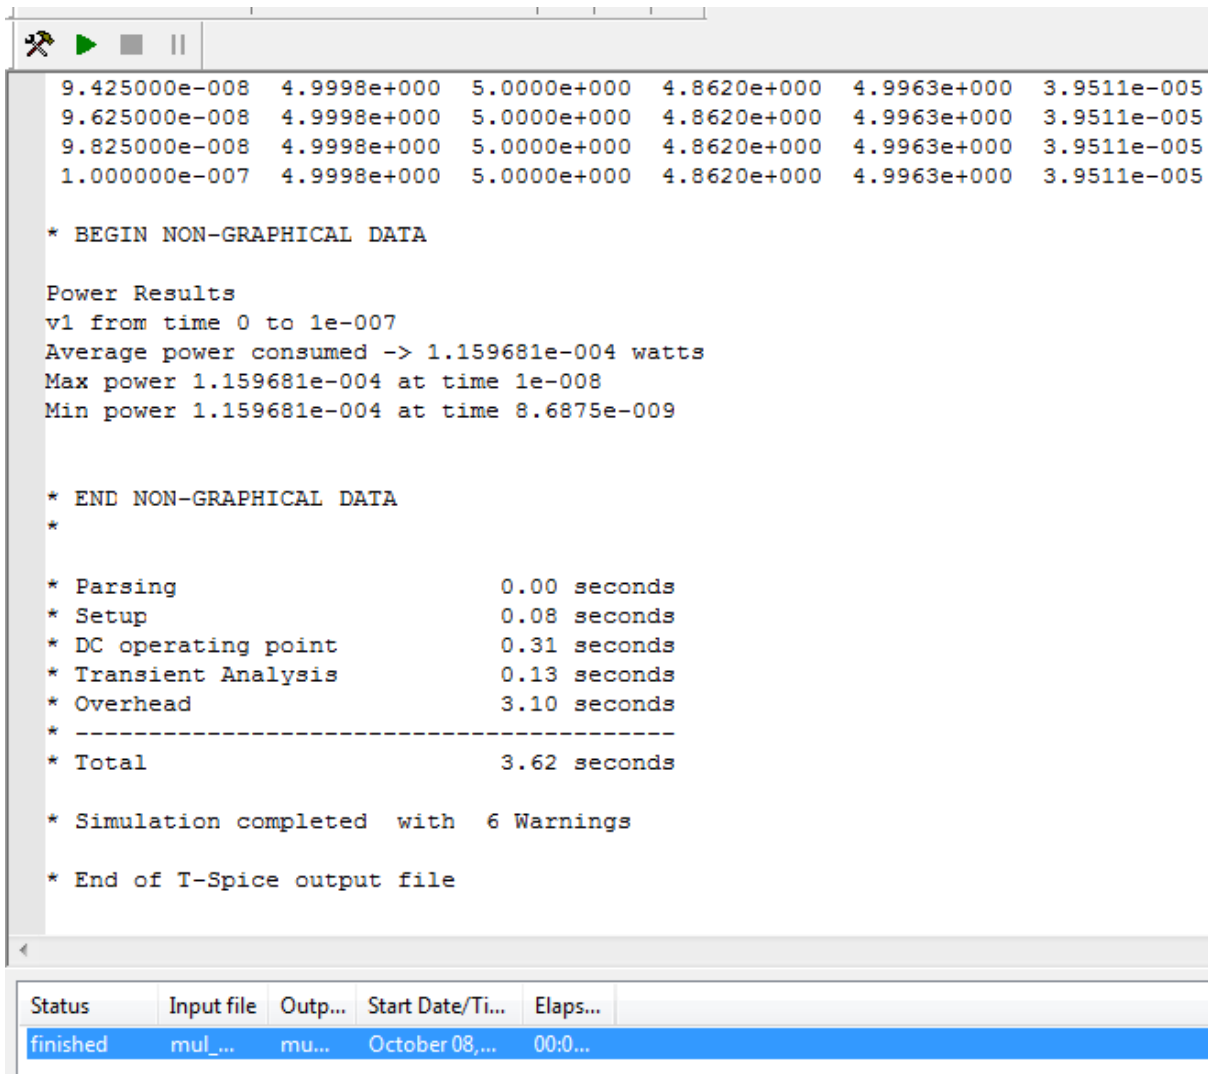 9.425000e-008 4.9998e+000 5.0000e+000 4.8620e+000 4.9963e+000 3.9511e-005
9.625000e-008 4.9998e+000 5.0000e+000 4.8620e+000 4.9963e+000 3.9511e-005
9.825000e-008 4.9998e+000 5.0000e+000 4.8620e+000 4.9963e+000 3.9511e-005
1.000000e-007 4.9998e+000 5.0000e+000 4.8620e+000 4.9963e+000 3.9511e-005
* BEGIN NON-GRAPHICAL DATA
Power Results
v1 from time 0 to 1e-007
Average power consumed -> 1.159681e-004 watts
Max power 1.159681e-004 at time 1e-008
Min power 1.159681e-004 at time 8.6875e-009
* END NON-GRAPHICAL DATA
*
* Parsing 0.00 seconds
* Setup 0.08 seconds
* DC operating point 0.31 seconds
* Transient Analysis 0.13 seconds
* Overhead 3.10 seconds
* -----------------------------------------
* Total 3.62 seconds
* Simulation completed with 6 Warnings
* End of T-Spice output file
Status Input file Outp... Start Date/Ti... Elaps...
finished mul_... mu... October 08,... 00:0...